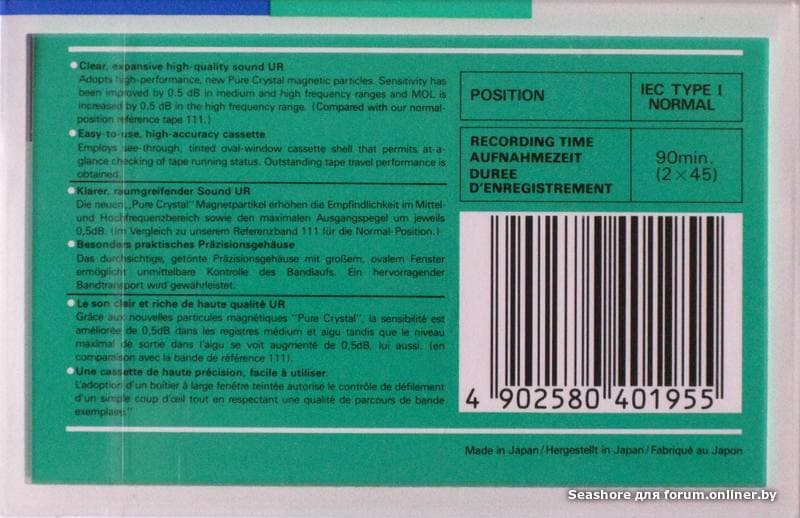 ●Clear, expansive high-quality sound UR
Adopts high-performance, new Pure Crystal magnetic particles. Sensitivity has
been improved by 0.5 dB in medium and high frequency ranges and MOL is
increased by 0.5 dB in the high frequency range. (Compared with our normal-
position reference tape 111.)
●Easy-to-use, high-accuracy cassette
Employs see-through, tinted oval-window cassette shell that permits at-a-
glance checking of tape running status. Outstanding tape travel performance is
obtained.
●Klarer, raumgreifender Sound UR
Die neuen „Pure Crystal" Magnetpartikel erhöhen die Empfindlichkeit im Mittel-
und Hochfrequenzbereich sowie den maximalen Ausgangspegel um jeweils
0,5dB. (Im Vergleich zu unserem Referenzband 111 für die Normal-Position.)
●Besonders praktisches Präzisionsgehäuse
Das durchsichtige, getönte Präzisionsgehäuse mit großem, ovalem Fenster
ermöglicht unmittelbare Kontrolle des Bandlaufs. Ein hervorragender
Bandtransport wird gewährleistet.
●Le son clair et riche de haute qualité UR
Grâce aux nouvelles particules magnétiques "Pure Crystal", la sensibilité est
améliorée de 0,5dB dans les registres médium et aigu tandis que le niveau
maximal de sortie dans l'aigu se voit augmenté de 0,5dB, lui aussi. (en
comparaison avec la bande de référence 111).
●Une cassette de haute précision, facile à utiliser.
L'adoption d'un boîtier à large fenêtre teintée autorise le contrôle de défilement
d'un simple coup d'œil tout en respectant une qualité de parcours de bande
exemplaire."
POSITION
IEC TYPE I
NORMAL
RECORDING TIME
AUFNAHMEZEIT
DUREE
D'ENREGISTREMENT
90min.
(2×45)
4 902580 401955
Made in Japan/Hergestellt in Japan/Fabriqué au Japon
Seashore для forum.onliner.by